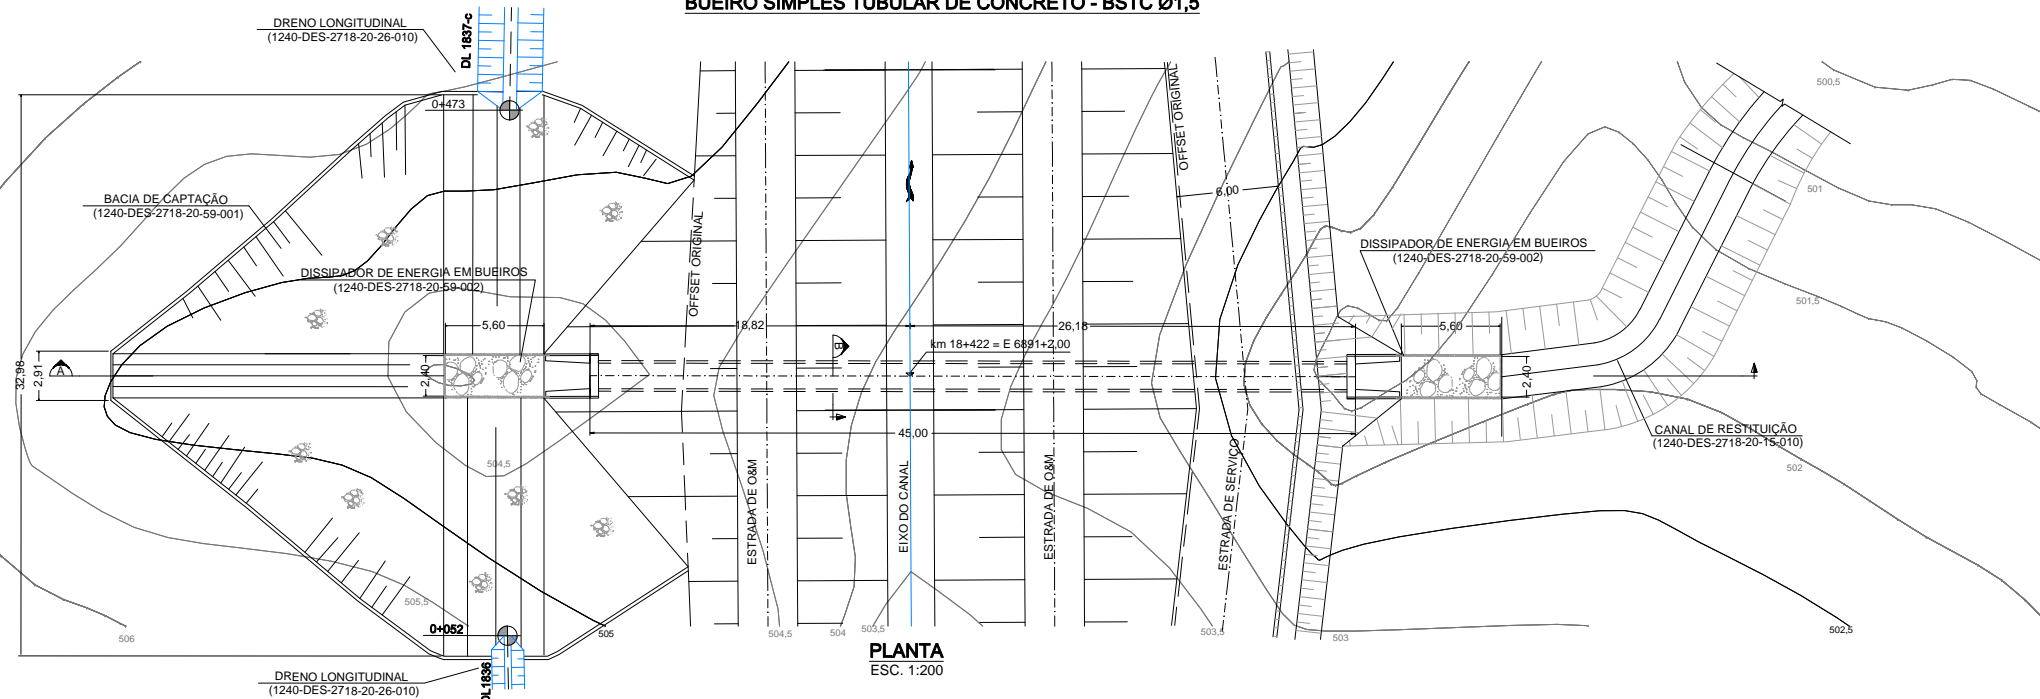 BUEIRO SIMPLES TUBULAR DE CONCRETO - BSTC Ø1,5
DRENO LONGITUDINAL
(1240-DES-2718-20-26-010)
DL 1837-c
0+473
BACIA DE CAPTAÇÃO
(1240-DES-2718-20-59-001)
DISSIPADOR DE ENERGIA EM BUEIROS
(1240-DES-2718-20-59-002)
OFFSET ORIGINAL
OFFSET ORIGINAL
6,00
500,5
501
501,5
DISSIPADOR DE ENERGIA EM BUEIROS
(1240-DES-2718-20-59-002)
5,60
18,82
26,18
5,60
km 18+422 = E 6891+2,00
B
A
32,98
2,91
2,40
2,40
45,00
CANAL DE RESTITUIÇÃO
(1240-DES-2718-20-15-010)
502
504,5
ESTRADA DE O&M
EIXO DO CANAL
ESTRADA DE O&M
ESTRADA DE SERVIÇO
505,5
506
0+052
505
504,5
504
503,5
503,5
503
502,5
PLANTA
ESC. 1:200
DRENO LONGITUDINAL
(1240-DES-2718-20-26-010)
DL1836